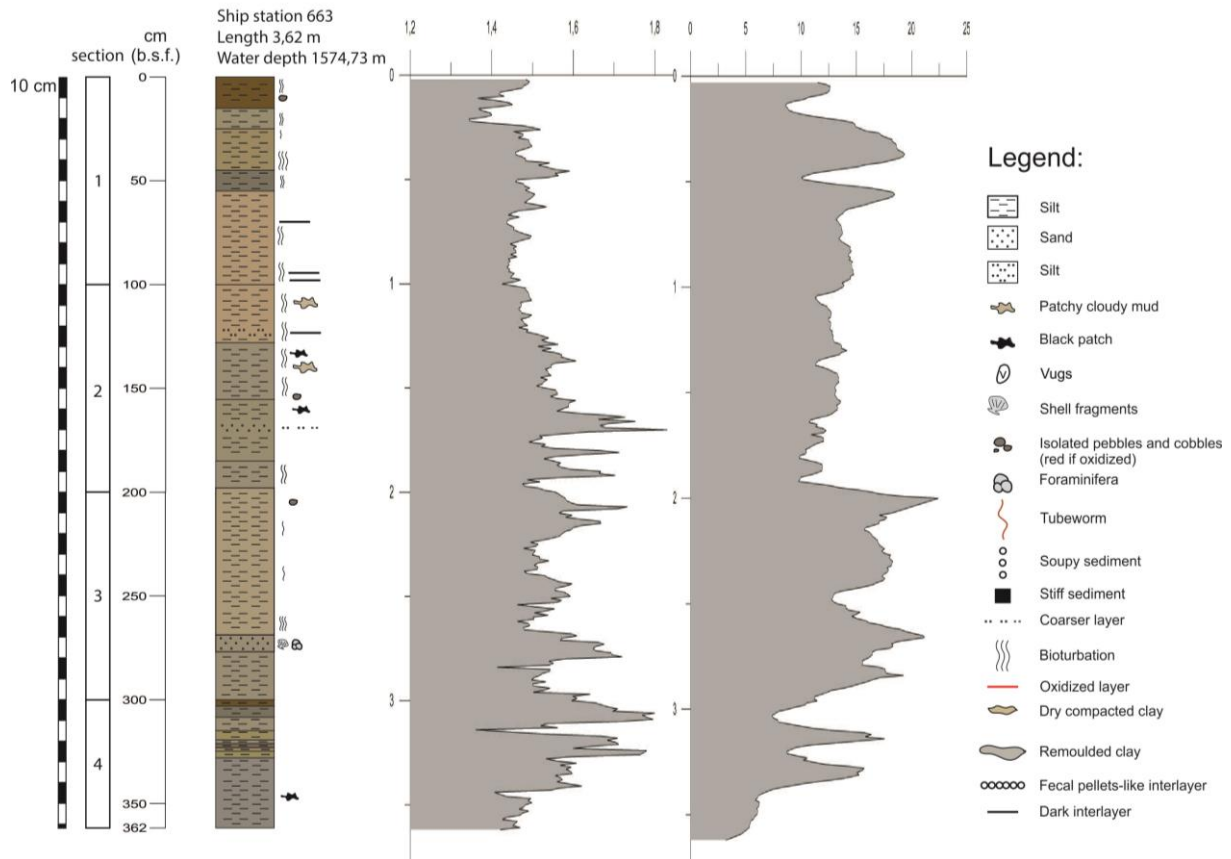 Ship station 663
Length 3,62 m
Water depth 1574,73 m
section
cm
(b.s.f.)
10 cm
0
50
100
150
200
250
300
350
362
1
2
3
4
1,2
1,4
1,6
1,8
0
1
2
3
0
5
10
15
20
25
0
1
2
3
Legend:
Silt
Sand
Silt
Patchy cloudy mud
Black patch
V
Vugs
Shell fragments
Isolated pebbles and cobbles
(red if oxidized)
Foraminifera
Tubeworm
Soupy sediment
Stiff sediment
Coarser layer
Bioturbation
Oxidized layer
Dry compacted clay
Remoulded clay
Fecal pellets-like interlayer
Dark interlayer